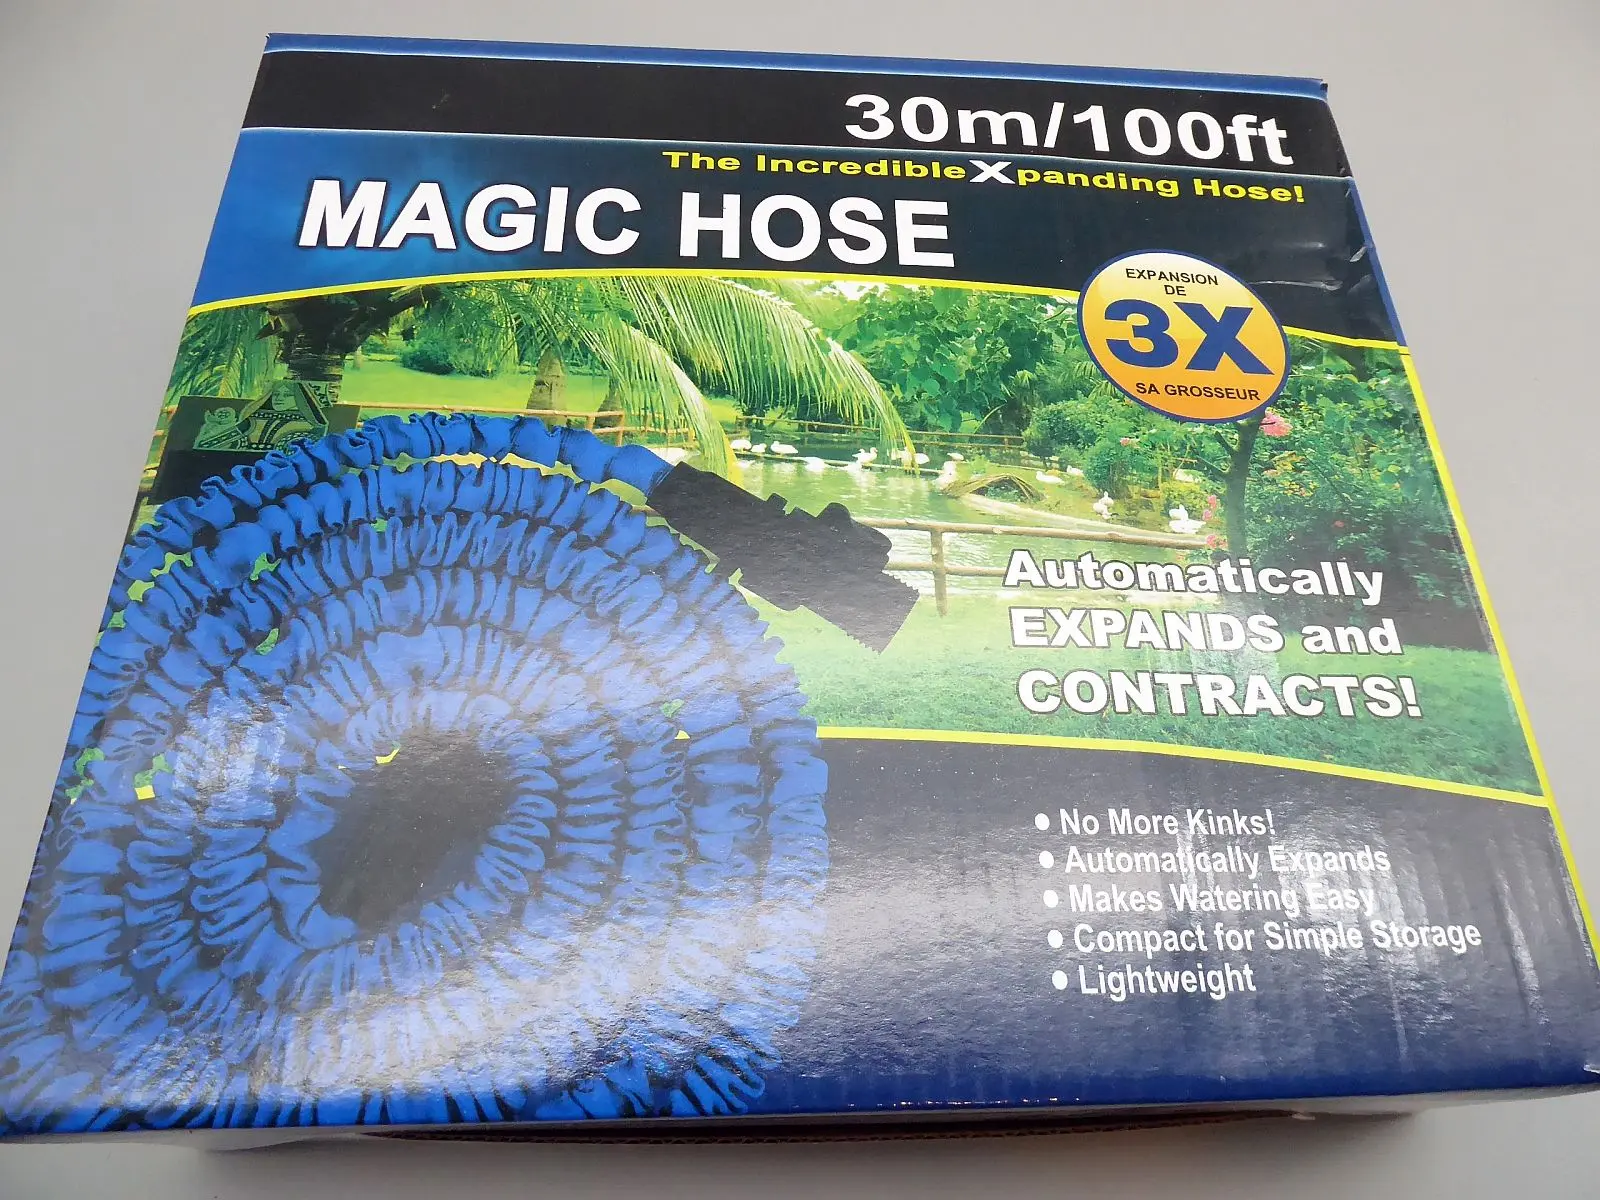 30m/100ft
The IncredibleXpanding Hose!
MAGIC HOSE
EXPANSION
DE
3X
SA GROSSEUR
Automatically
EXPANDS and
CONTRACTS!
• No More Kinks!
• Automatically Expands
• Makes Watering Easy
• Compact for Simple Storage
• Lightweight